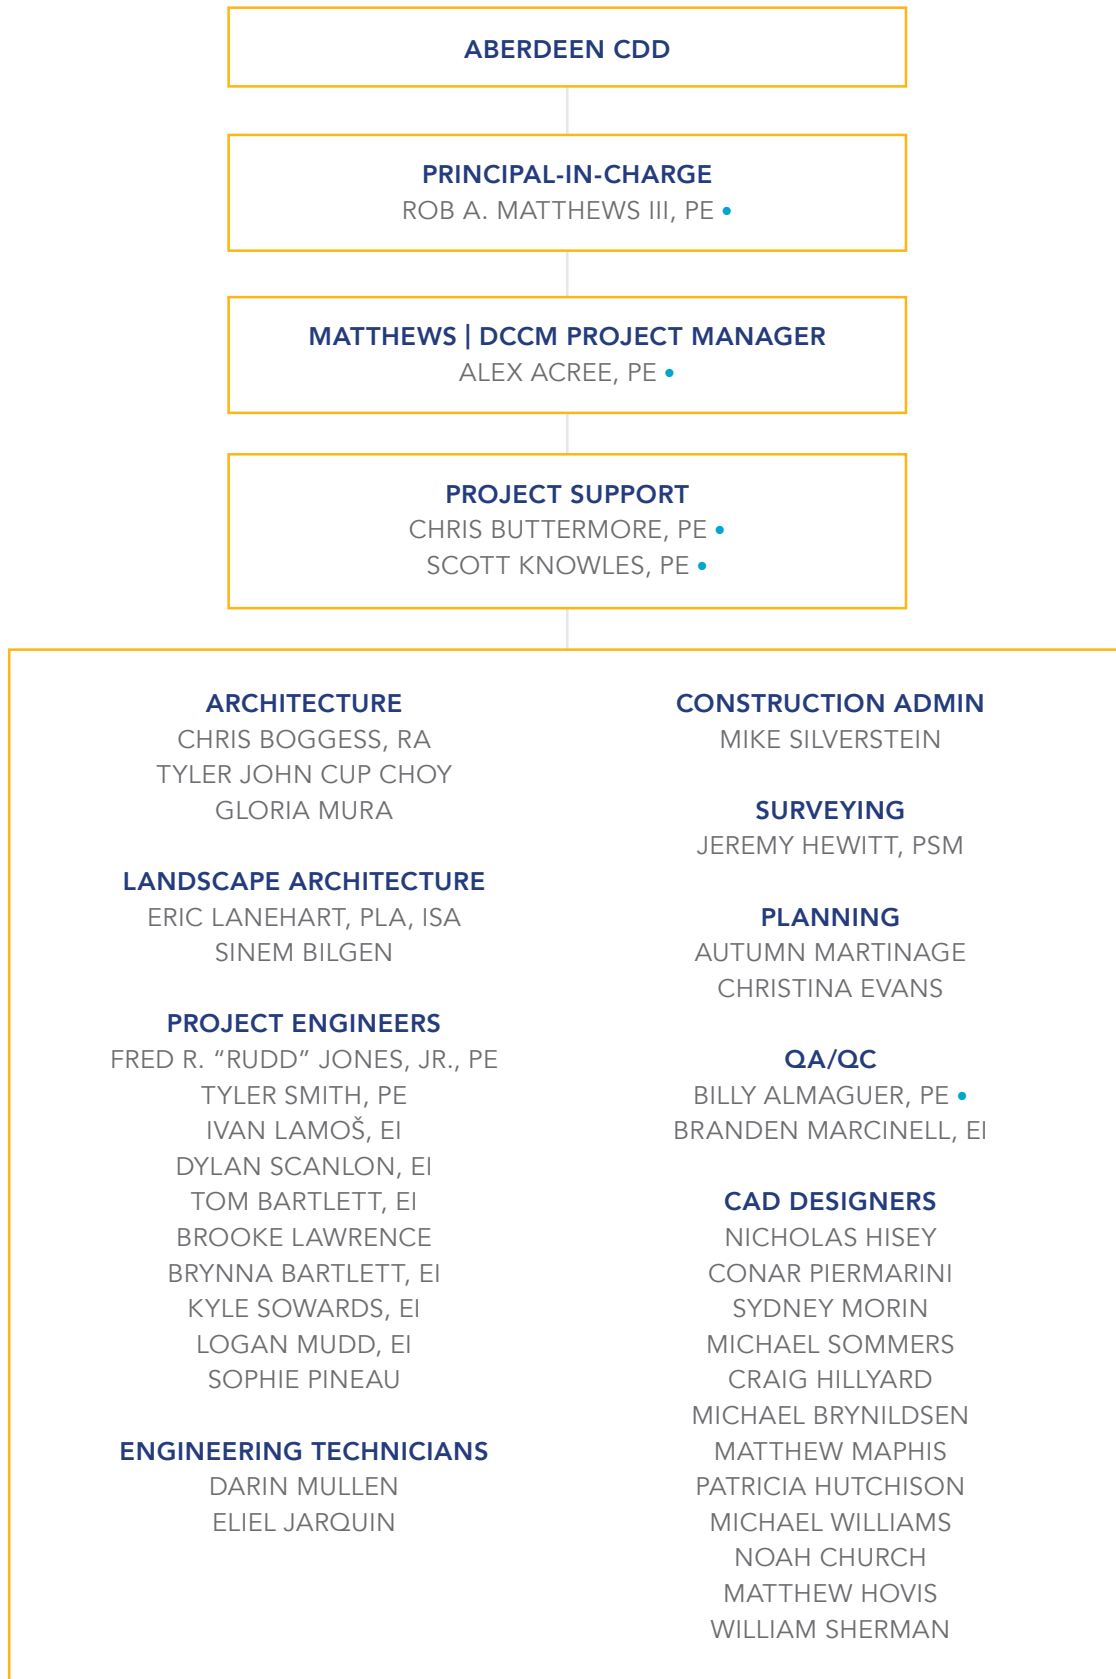 ABERDEEN CDD
PRINCIPAL-IN-CHARGE
ROB A. MATTHEWS III, PE •
MATTHEWS | DCCM PROJECT MANAGER
ALEX ACREE, PE •
PROJECT SUPPORT
CHRIS BUTTERMORE, PE •
SCOTT KNOWLES, PE •
ARCHITECTURE
CHRIS BOGGESS, RA
TYLER JOHN CUP CHOY
GLORIA MURA
LANDSCAPE ARCHITECTURE
ERIC LANEHART, PLA, ISA
SINEM BILGEN
PROJECT ENGINEERS
FRED R. “RUDD” JONES, JR., PE
TYLER SMITH, PE
IVAN LAMOŠ, EI
DYLAN SCANLON, EI
TOM BARTLETT, EI
BROOKE LAWRENCE
BRYNNA BARTLETT, EI
KYLE SOWARDS, EI
LOGAN MUDD, EI
SOPHIE PINEAU
ENGINEERING TECHNICIANS
DARIN MULLEN
ELIEL JARQUIN
CONSTRUCTION ADMIN
MIKE SILVERSTEIN
SURVEYING
JEREMY HEWITT, PSM
PLANNING
AUTUMN MARTINAGE
CHRISTINA EVANS
QA/QC
BILLY ALMAGUER, PE •
BRANDEN MARCINELL, EI
CAD DESIGNERS
NICHOLAS HISEY
CONAR PIERMARINI
SYDNEY MORIN
MICHAEL SOMMERS
CRAIG HILLYARD
MICHAEL BRYNILDSEN
MATTHEW MAPHIS
PATRICIA HUTCHISON
MICHAEL WILLIAMS
NOAH CHURCH
MATTHEW HOVIS
WILLIAM SHERMAN